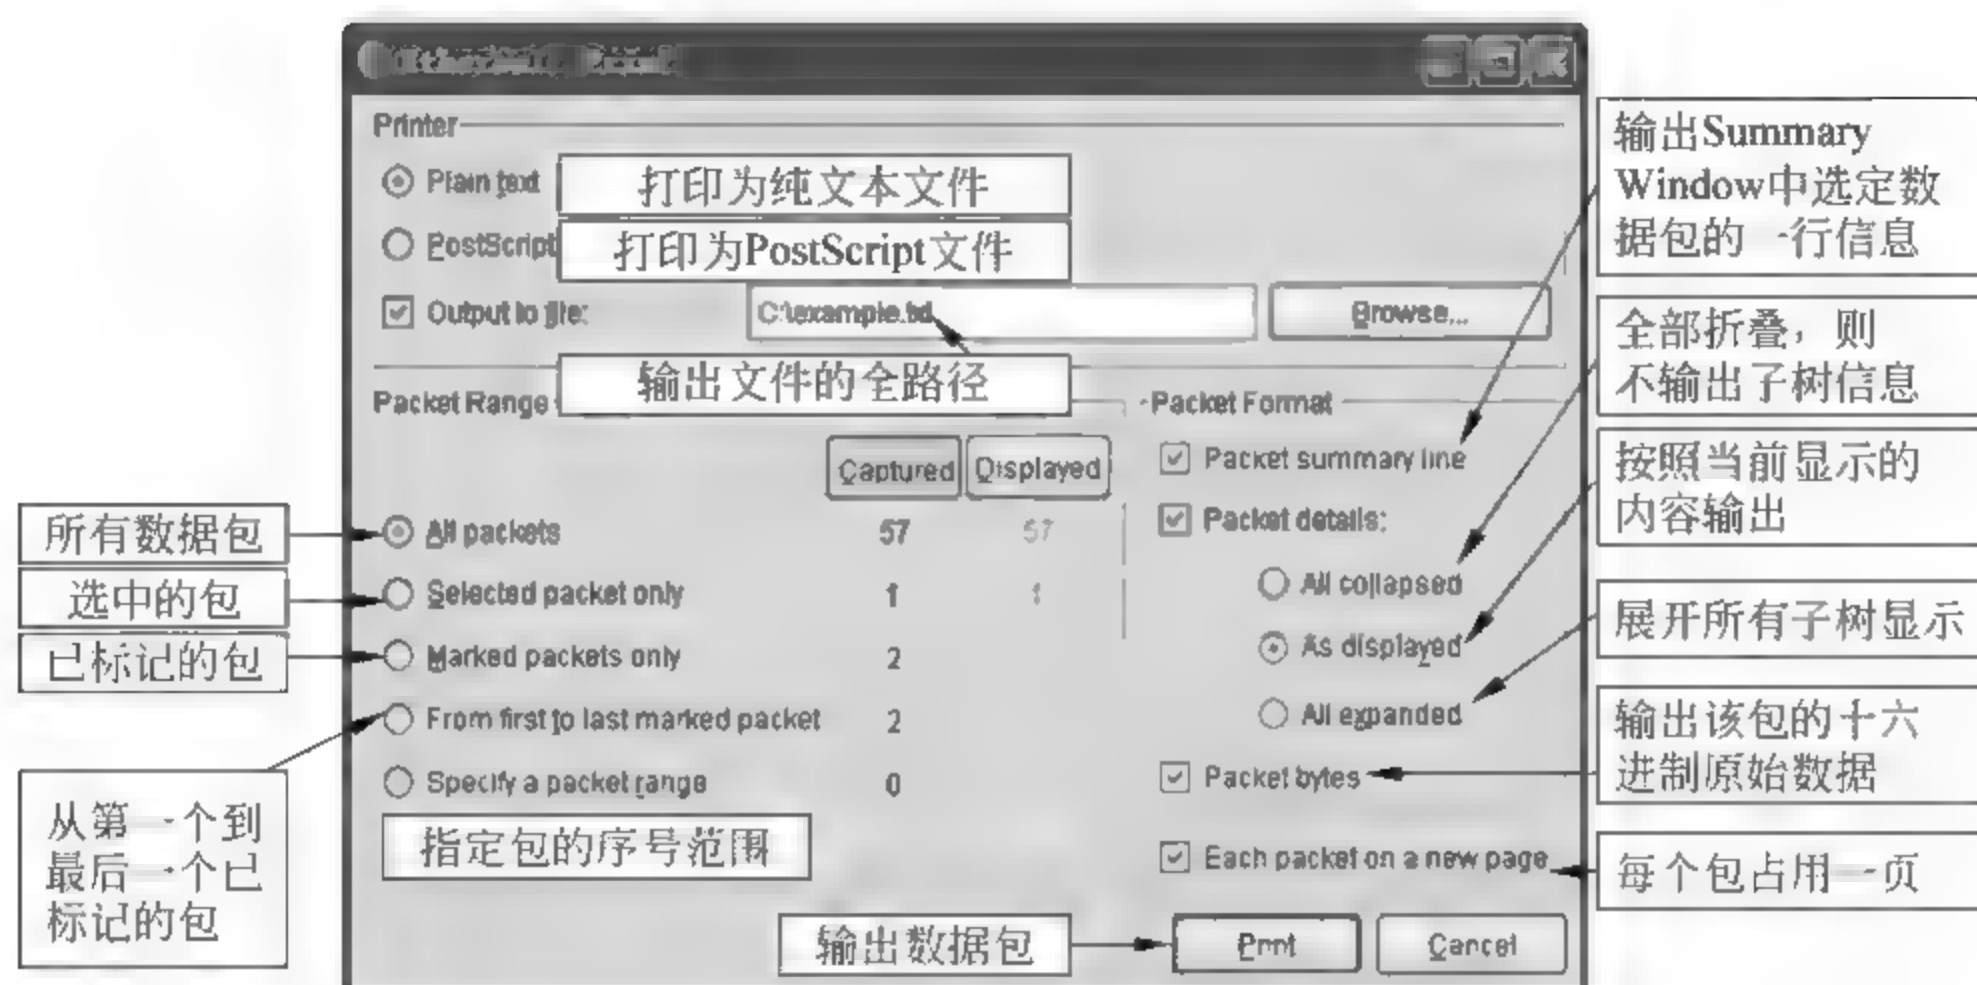 Printer
Plain text
打印为纯文本文件
PostScript
打印为PostScript文件
Output to file:
C:\example.txt
Browse...
输出文件的全路径
Packet Range
Captured
Displayed
所有数据包
All packets
57
57
选中的包
Selected packet only
1
1
已标记的包
Marked packets only
2
From first to last marked packet
2
从第一个到
最后一个已
标记的包
Specify a packet range
0
指定包的序号范围
Packet Format
Packet summary line
输出Summary
Window中选定数
据包的一行信息
Packet details:
All collapsed
全部折叠，则
不输出子树信息
As displayed
按照当前显示的
内容输出
All expanded
展开所有子树显示
Packet bytes
输出该包的十六
进制原始数据
Each packet on a new page
每个包占用一页
输出数据包
Print
Cancel